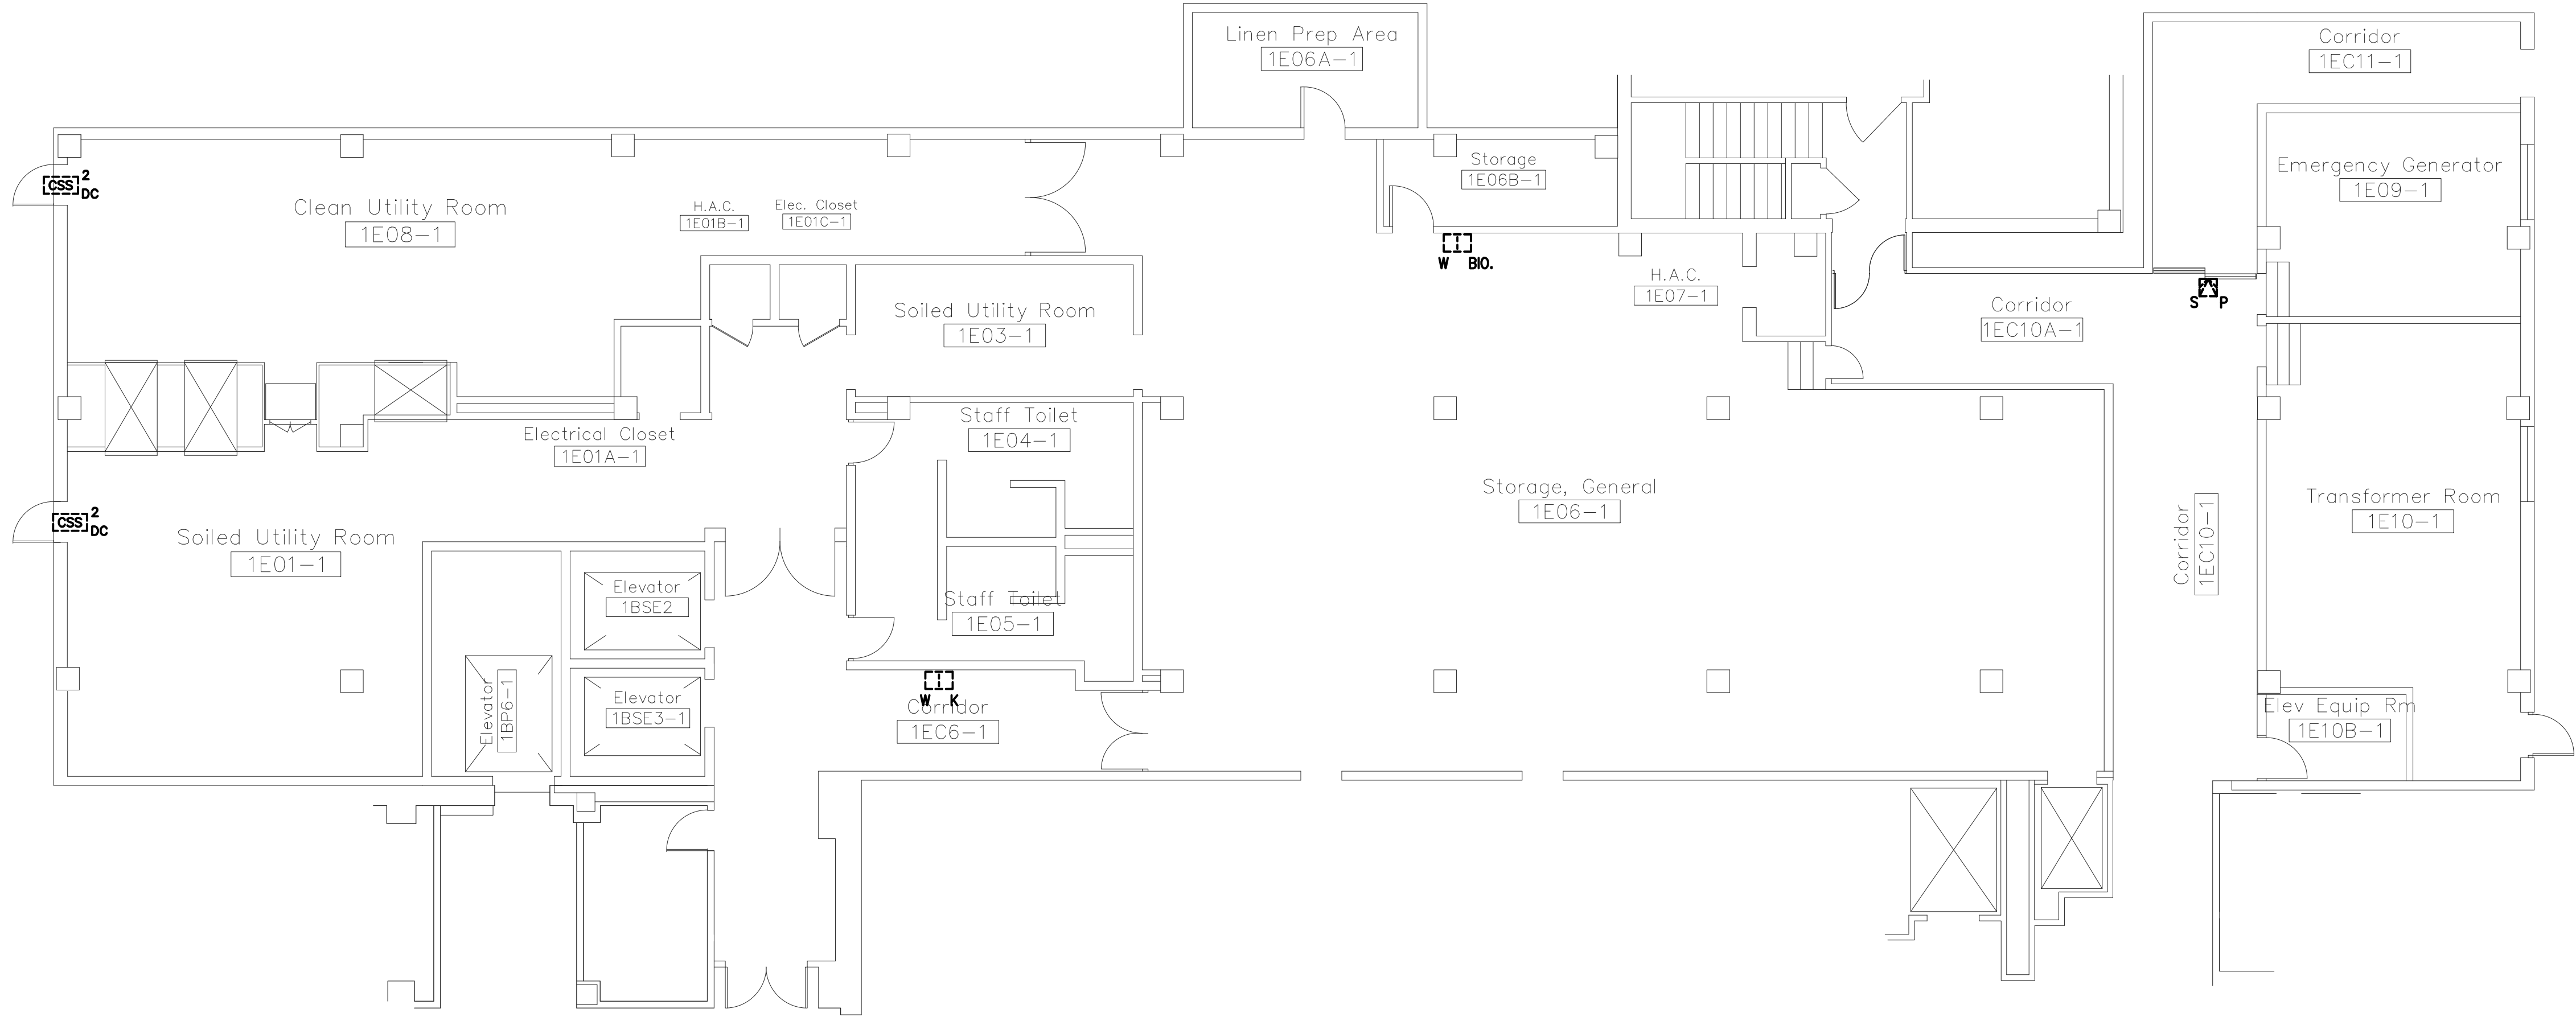 Linen Prep Area
1E06A-1
Corridor
1EC11-1
Storage
1E06B-1
Emergency Generator
1E09-1
CSS
2
DC
Clean Utility Room
1E08-1
H.A.C.
1E01B-1
Elec. Closet
1E01C-1
W BIO.
H.A.C.
1E07-1
S P
Soiled Utility Room
1E03-1
Corridor
1EC10A-1
Staff Toilet
1E04-1
Electrical Closet
1E01A-1
Storage, General
1E06-1
Transformer Room
1E10-1
CSS
2
DC
Soiled Utility Room
1E01-1
Corridor
1EC10-1
Elevator
1BSE2
Staff Toilet
1E05-1
Elevator
1BP6-1
Elevator
1BSE3-1
W K
Corridor
1EC6-1
Elev Equip Rm
1E10B-1